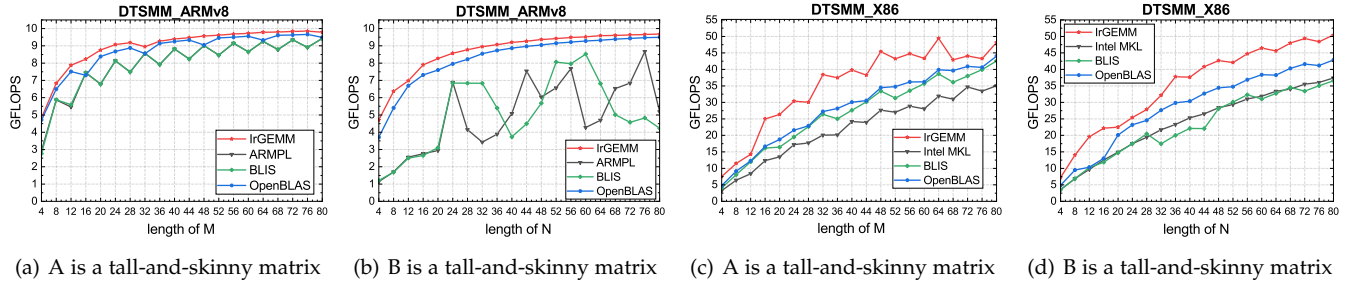 DTSMM_ARMv8
GFLOPS
10
9
8
7
6
5
4
3
2
1
0
IrGEMM
ARMPL
BLIS
OpenBLAS
4 8 12 16 20 24 28 32 36 40 44 48 52 56 60 64 68 72 76 80
length of M
(a) A is a tall-and-skinny matrix
DTSMM_ARMv8
GFLOPS
10
9
8
7
6
5
4
3
2
1
0
IrGEMM
ARMPL
BLIS
OpenBLAS
4 8 12 16 20 24 28 32 36 40 44 48 52 56 60 64 68 72 76 80
length of N
(b) B is a tall-and-skinny matrix
DTSMM_X86
GFLOPS
55
50
45
40
35
30
25
20
15
10
5
0
IrGEMM
Intel MKL
BLIS
OpenBLAS
4 8 12 16 20 24 28 32 36 40 44 48 52 56 60 64 68 72 76 80
length of M
(c) A is a tall-and-skinny matrix
DTSMM_X86
GFLOPS
55
50
45
40
35
30
25
20
15
10
5
0
IrGEMM
Intel MKL
BLIS
OpenBLAS
4 8 12 16 20 24 28 32 36 40 44 48 52 56 60 64 68 72 76 80
length of N
(d) B is a tall-and-skinny matrix